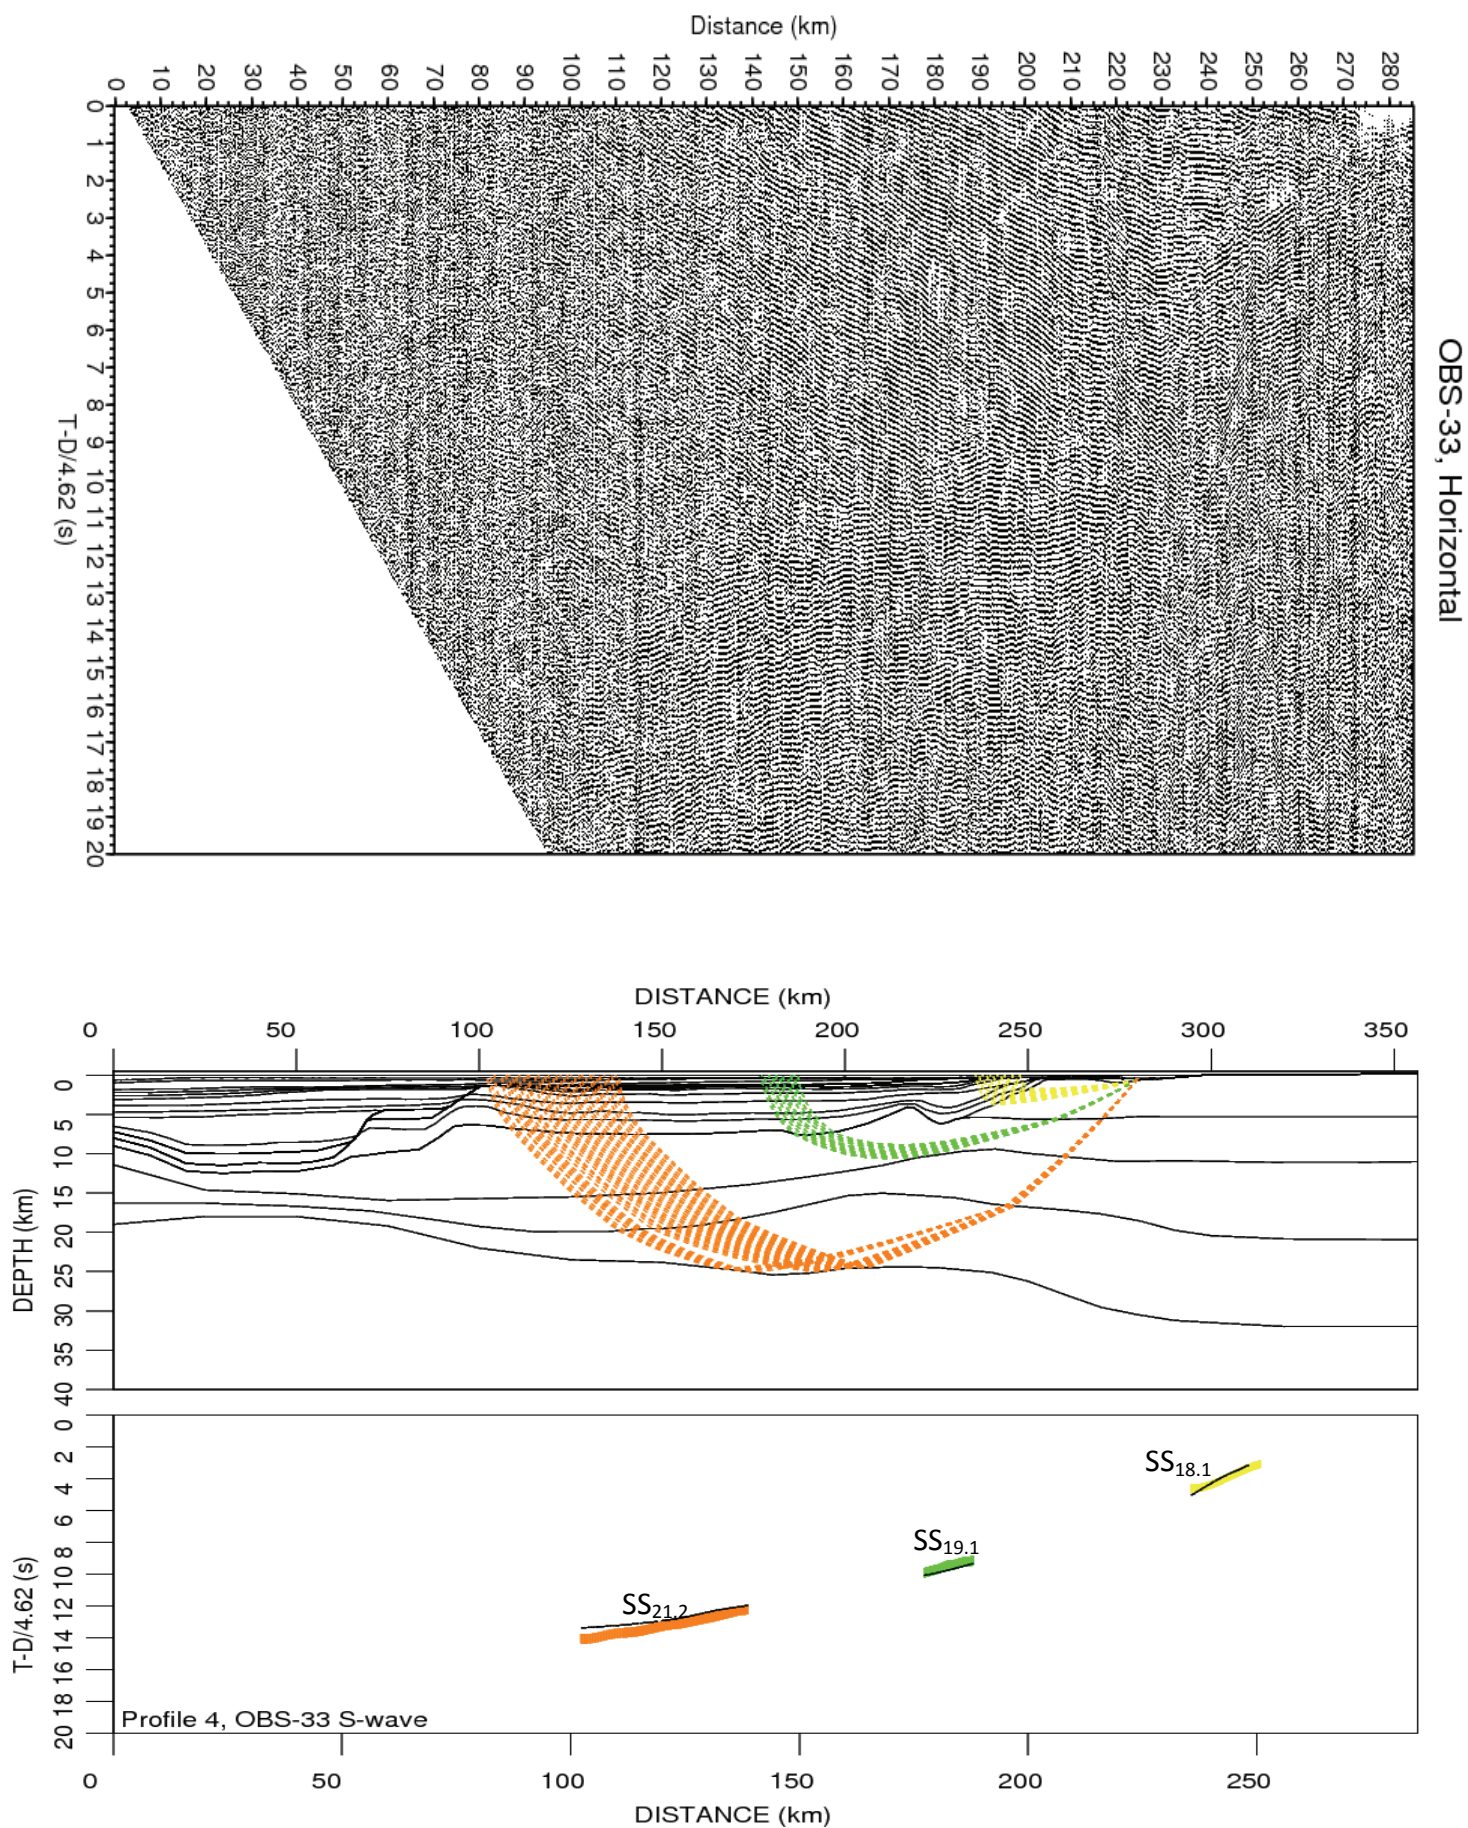 Distance (km)
0 10 20 30 40 50 60 70 80 90 100 110 120 130 140 150 160 170 180 190 200 210 220 230 240 250 260 270 280
0
1
2
3
4
5
6
7
8
9
10
11
12
13
14
15
16
17
18
19
20
T-D/4.62 (s)
OBS-33, Horizontal
DISTANCE (km)
0 50 100 150 200 250 300 350
0
5
10
15
20
25
30
35
40
DEPTH (km)
0
2
4
6
8
10
12
14
16
18
20
T-D/4.62 (s)
SS18.1
SS19.1
SS21.2
Profile 4, OBS-33 S-wave
0 50 100 150 200 250
DISTANCE (km)